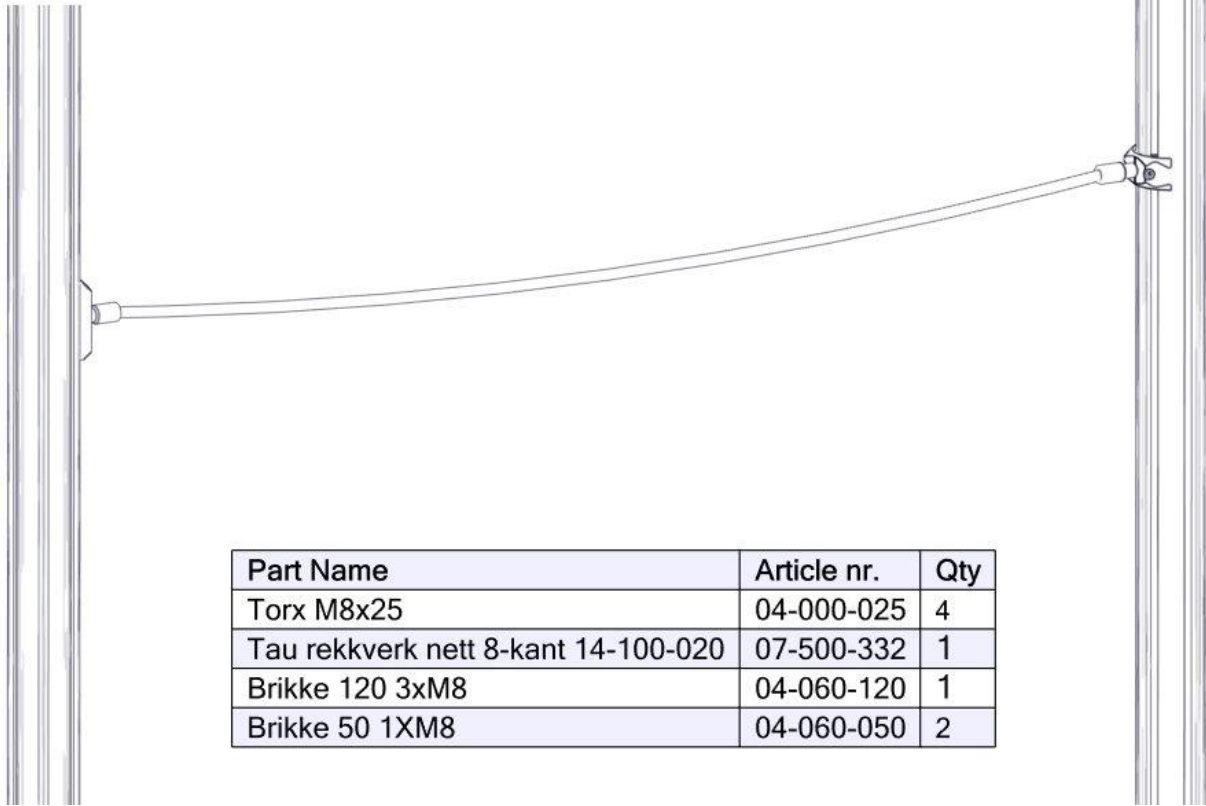 Part Name Article nr. Qty
Torx M8x25 04-000-025 4
Tau rekkverk nett 8-kant 14-100-020 07-500-332 1
Brikke 120 3xM8 04-060-120 1
Brikke 50 1XM8 04-060-050 2